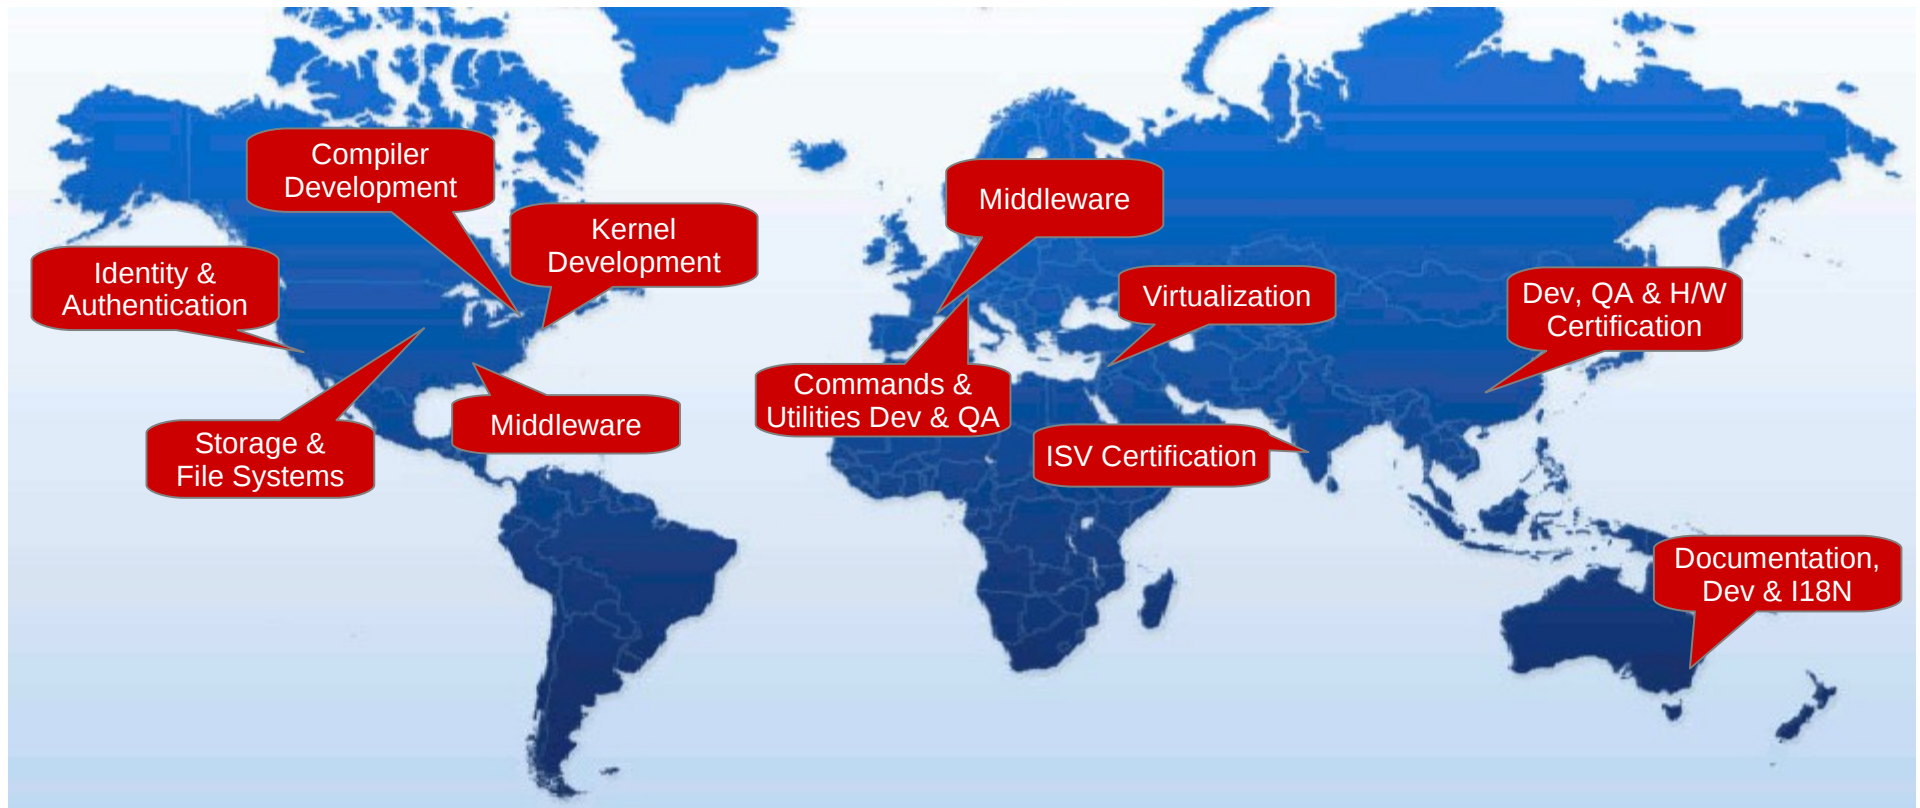 Compiler
Development
Kernel
Development
Identity &
Authentication
Storage &
File Systems
Middleware
Middleware
Commands &
Utilities Dev & QA
Virtualization
ISV Certification
Dev, QA & H/W
Certification
Documentation,
Dev & I18N